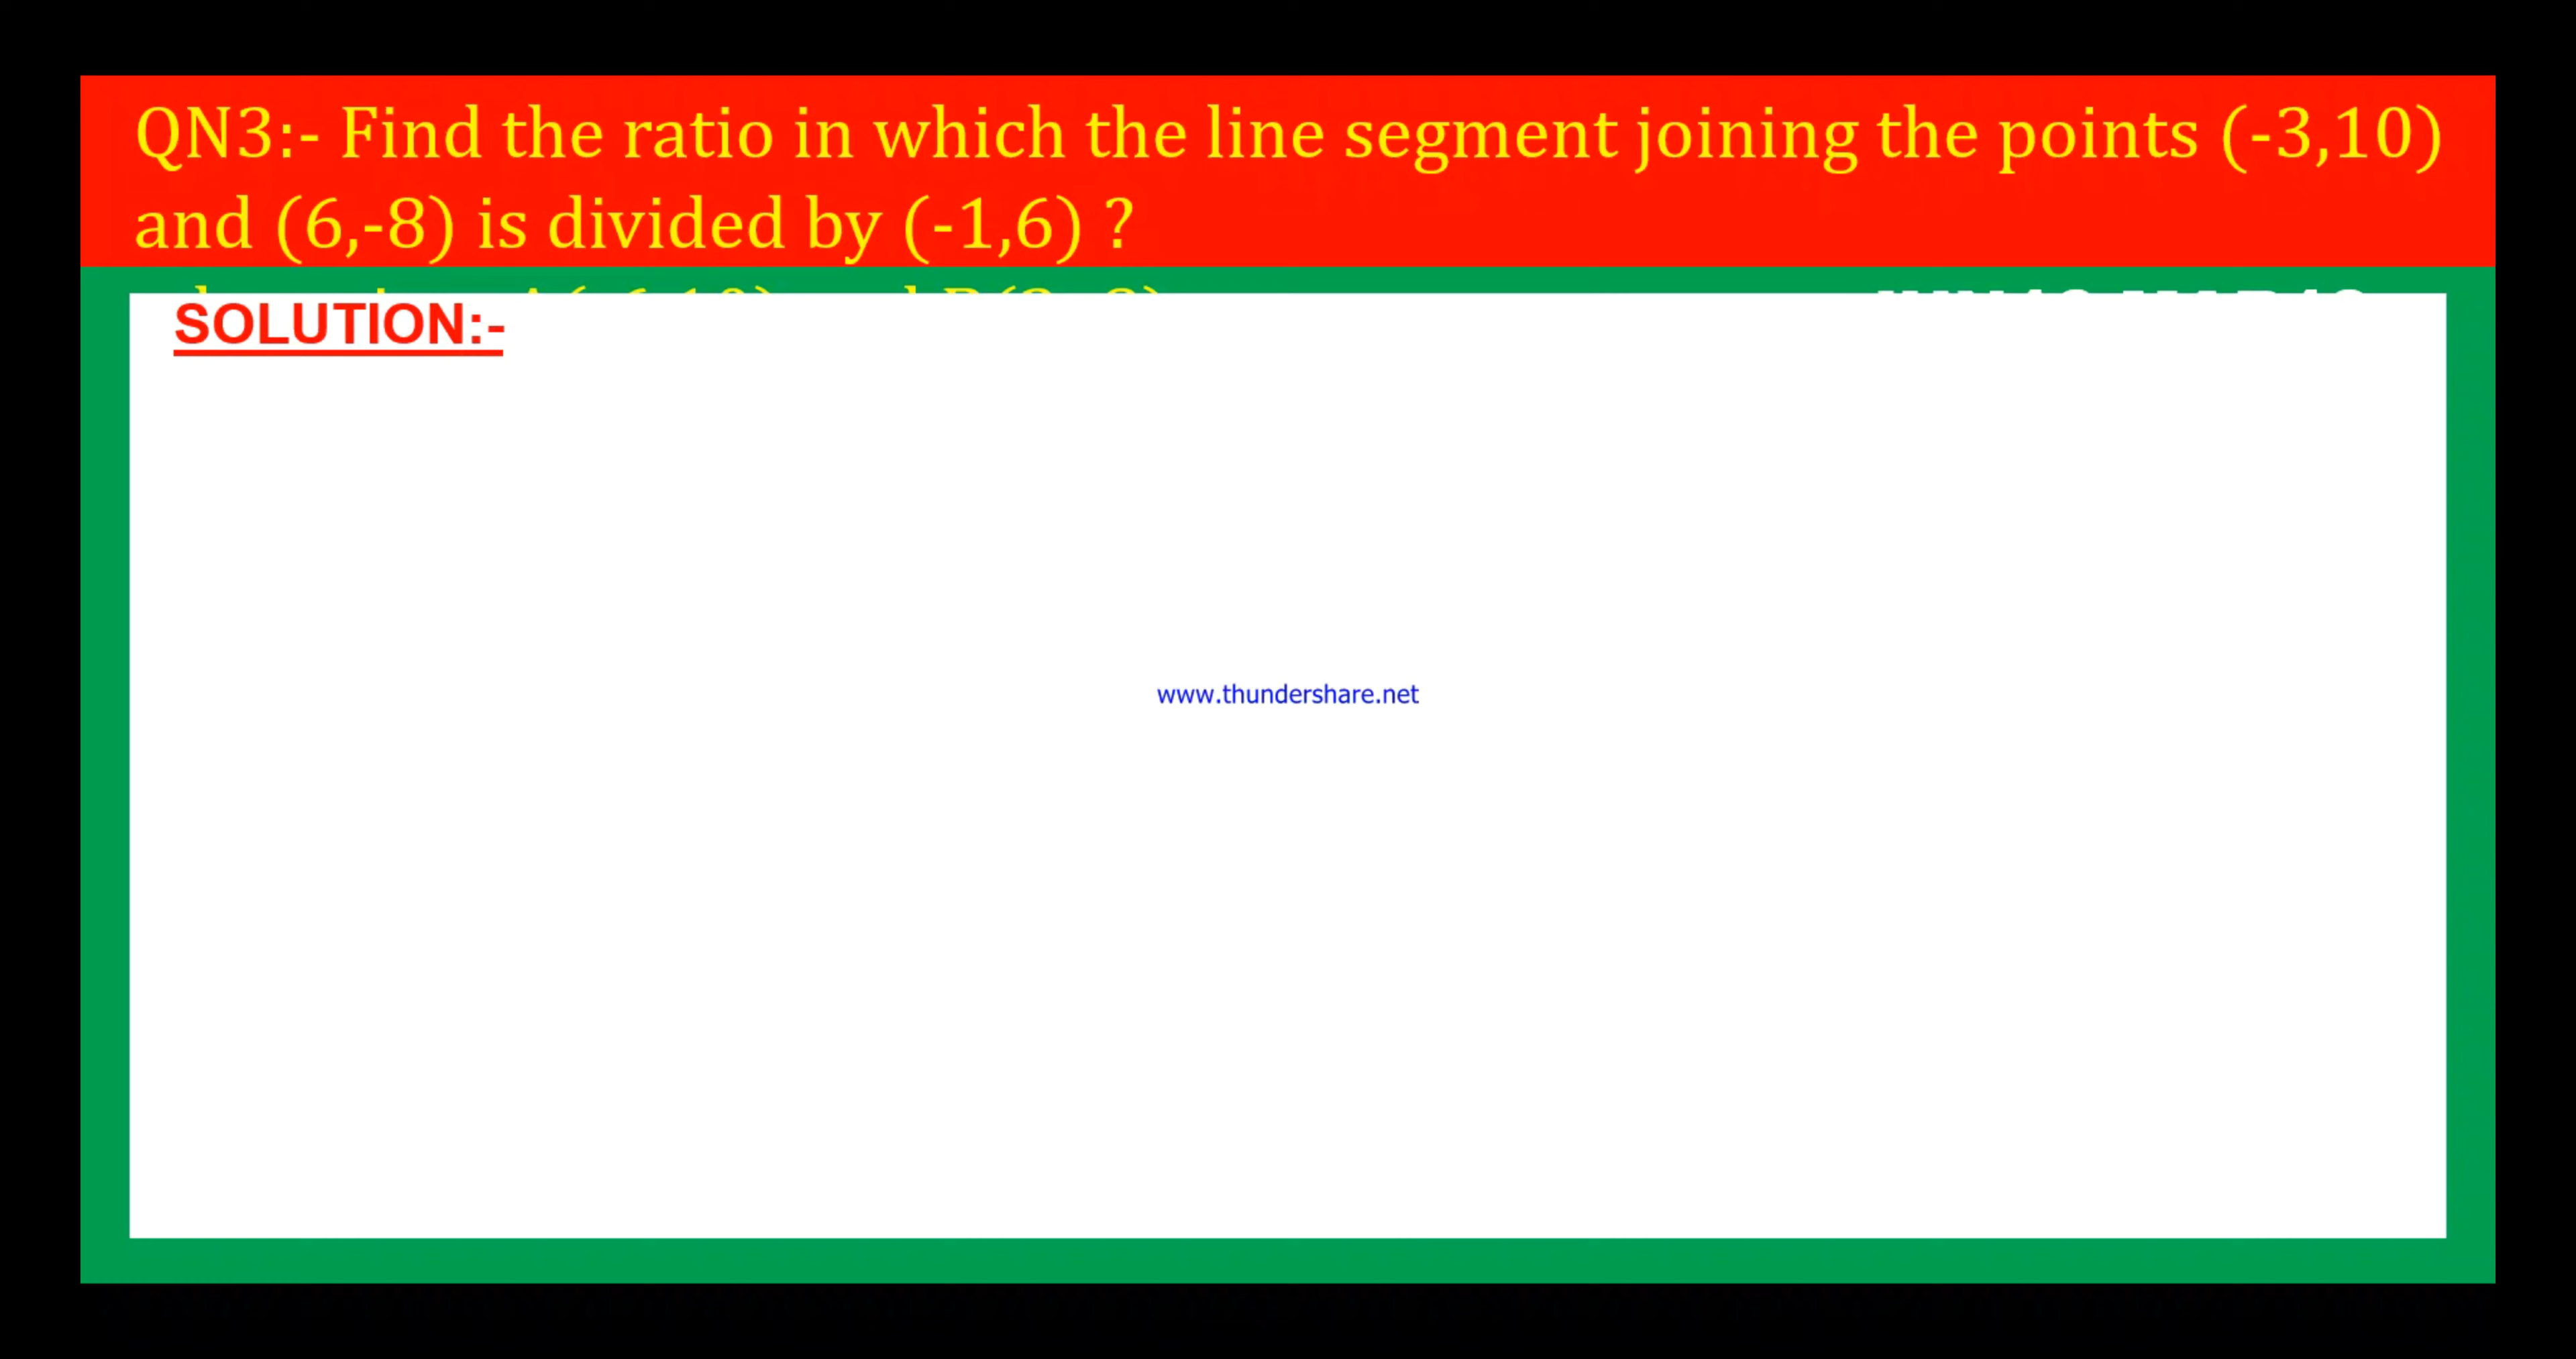 QN3:- Find the ratio in which the line segment joining the points (-3,10)
and (6,-8) is divided by (-1,6) ?
SOLUTION:-
www.thundershare.net